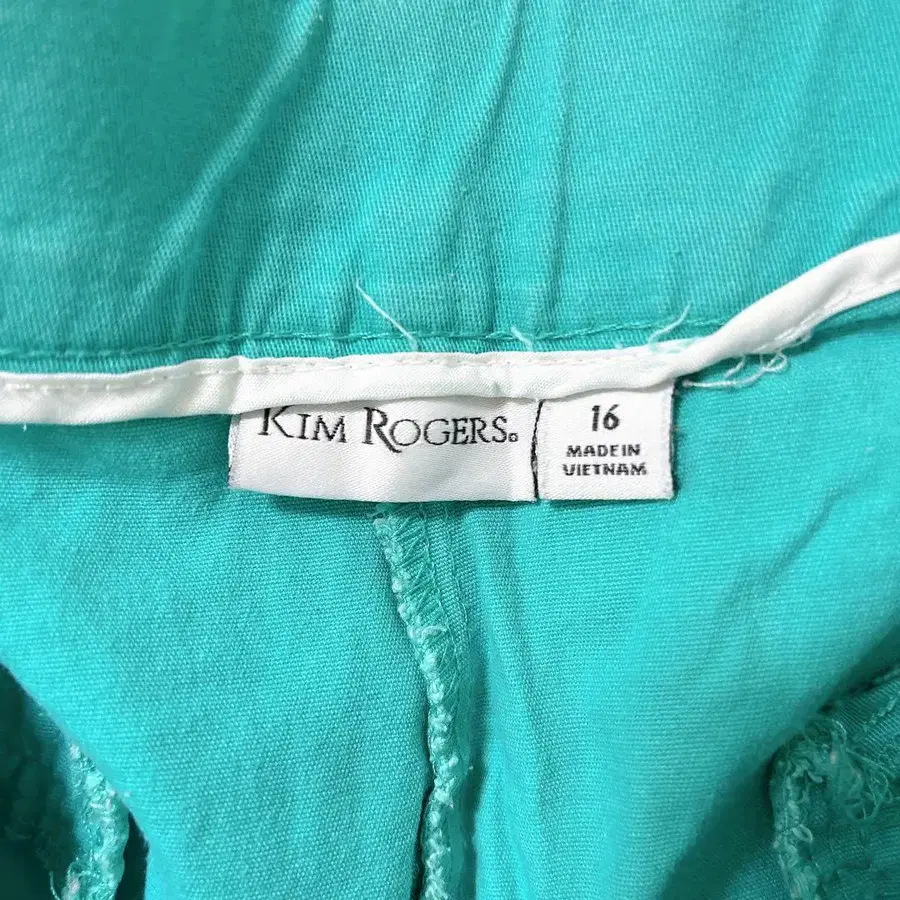 KIM ROGERS®
16
MADE IN
VIETNAM